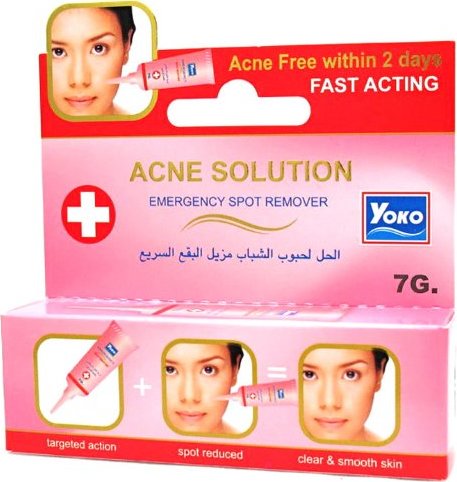 Acne Free within 2 days
FAST ACTING
ACNE SOLUTION
EMERGENCY SPOT REMOVER
YOKO
الحل لحبوب الشباب مزيل البقع السريع
7G.
YOKO
+
=
targeted action
spot reduced
clear & smooth skin